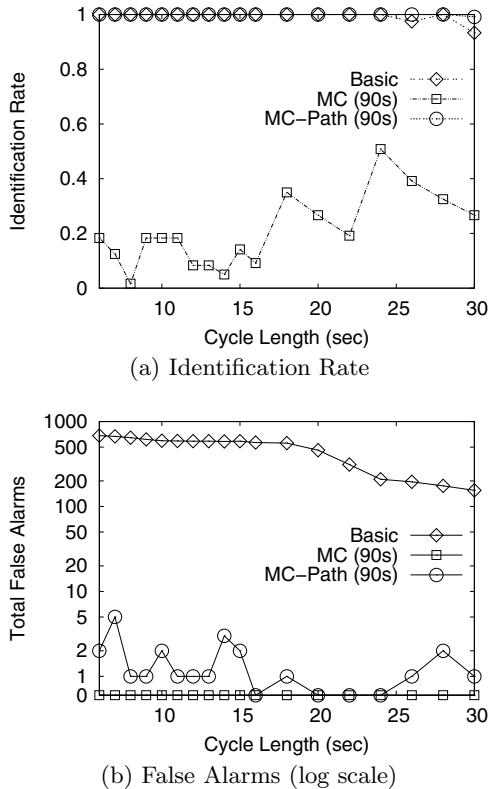 1
0.8
0.6
0.4
0.2
0
Identification Rate
Basic
MC (90s)
MC-Path (90s)
10 15 20 25 30
Cycle Length (sec)
(a) Identification Rate
1000
500
200
100
50
20
10
5
2
1
0
Total False Alarms
Basic
MC (90s)
MC-Path (90s)
10 15 20 25 30
Cycle Length (sec)
(b) False Alarms (log scale)